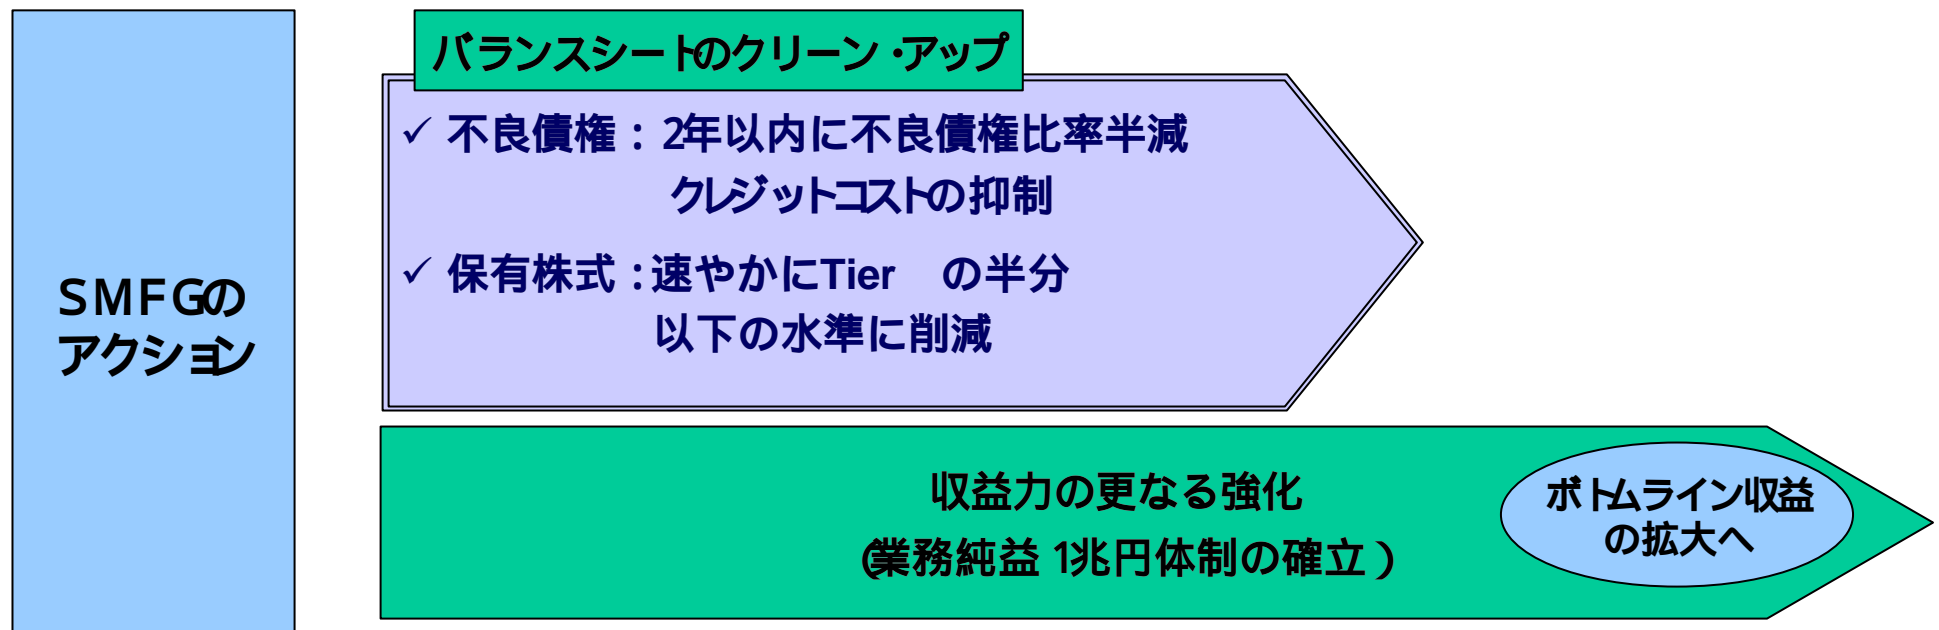 SMFGの
アクション
バランスシートのクリーン・アップ
✓ 不良債権：2年以内に不良債権比率半減
クレジットコストの抑制
✓ 保有株式：速やかにTier の半分
以下の水準に削減
収益力の更なる強化
(業務純益 1兆円体制の確立)
ボトムライン収益
の拡大へ